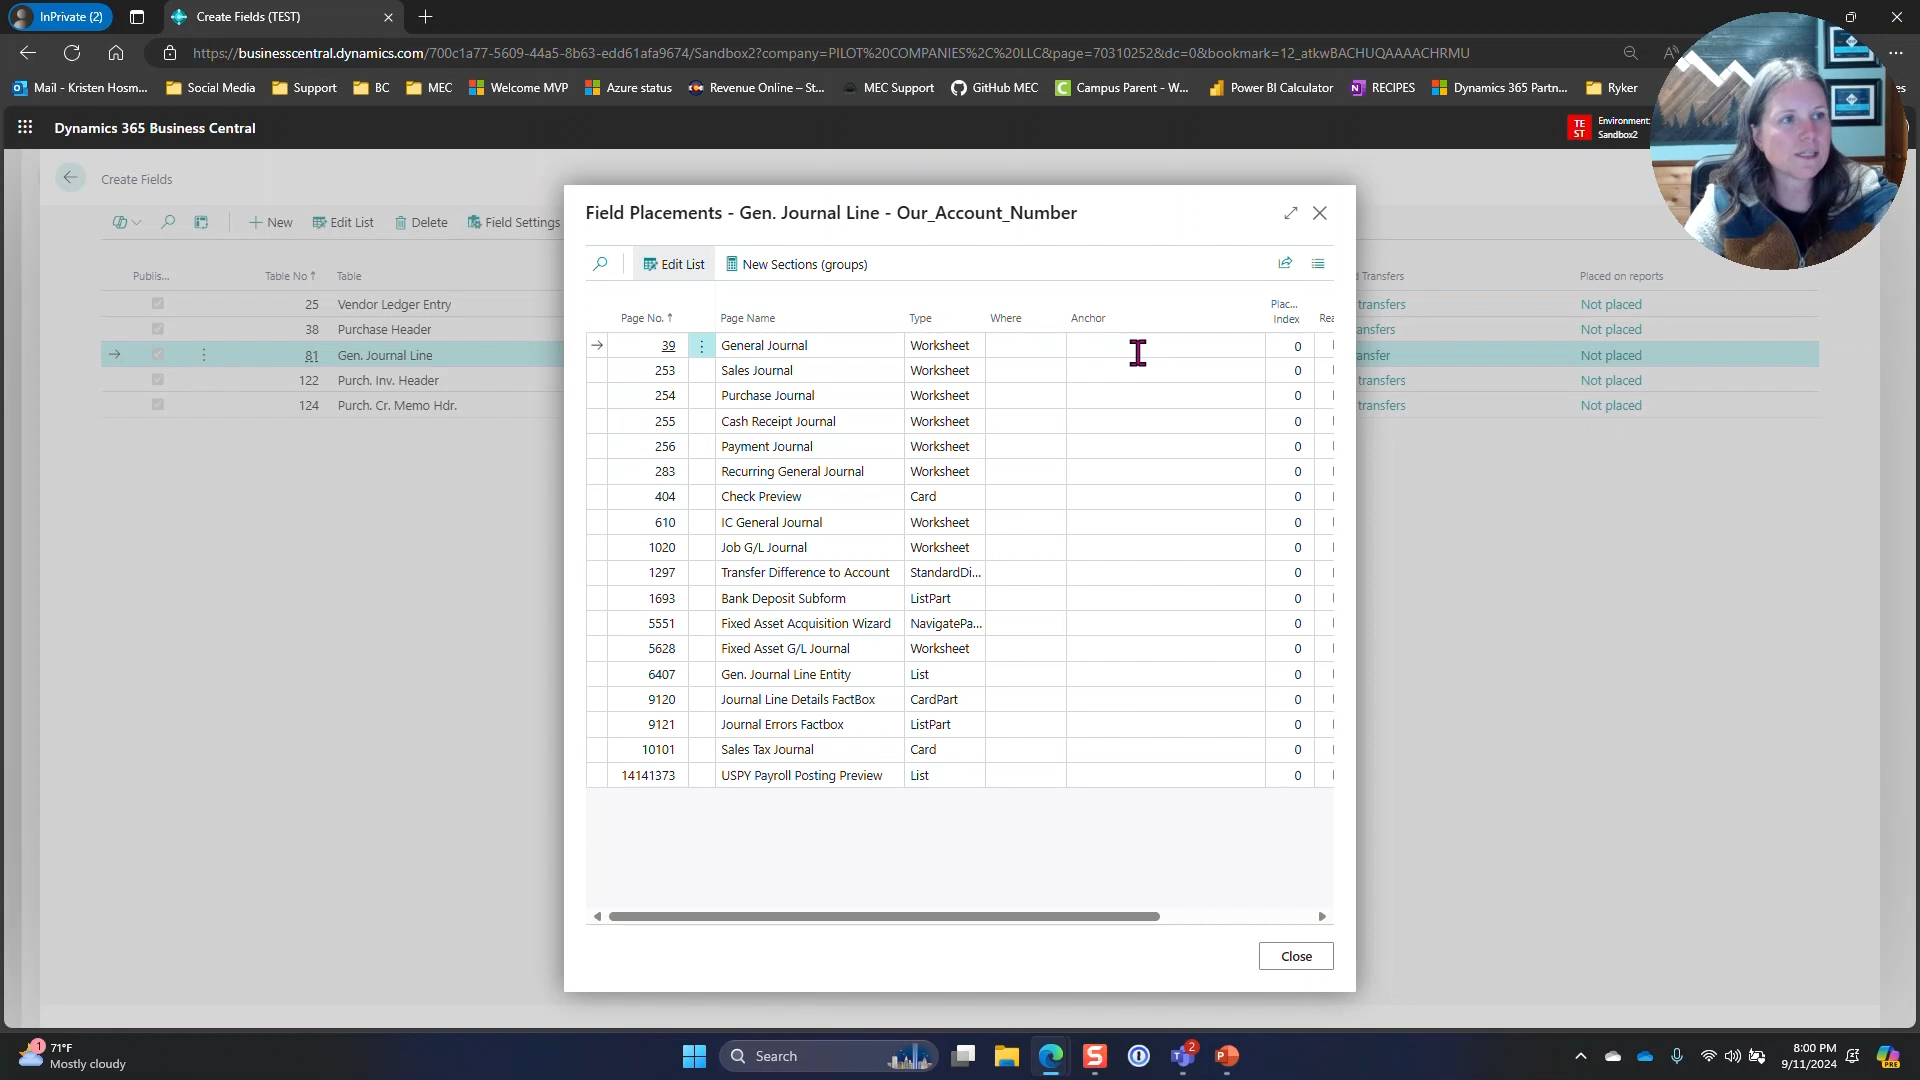 InPrivate (2)
Create Fields (TEST)
https://businesscentral.dynamics.com/700c1a77-5609-44a5-8b63-edd61afa9674/Sandbox2?company=PILOT%20COMPANIES%2C%20LLC&page=70310252&dc=0&bookmark=12_atkwBACHUQAAAACHRMU
Mail - Kristen Hosm...
Social Media
Support
BC
MEC
Welcome MVP
Azure status
Revenue Online – St...
MEC Support
GitHub MEC
Campus Parent - W...
Power BI Calculator
RECIPES
Dynamics 365 Partn...
Ryker
Dynamics 365 Business Central
TE
ST
Environment:
Sandbox2
Create Fields
New
Edit List
Delete
Field Settings
Publis...
Table No ↑
Table
Transfers
Placed on reports
25 Vendor Ledger Entry transfers Not placed
38 Purchase Header nsfers Not placed
81 Gen. Journal Line ansfer Not placed
122 Purch. Inv. Header transfers Not placed
124 Purch. Cr. Memo Hdr. transfers Not placed
Field Placements - Gen. Journal Line - Our_Account_Number
Edit List
New Sections (groups)
Page No. ↑ Page Name Type Where Anchor Plac... Index Rea
39 General Journal Worksheet 0
253 Sales Journal Worksheet 0
254 Purchase Journal Worksheet 0
255 Cash Receipt Journal Worksheet 0
256 Payment Journal Worksheet 0
283 Recurring General Journal Worksheet 0
404 Check Preview Card 0
610 IC General Journal Worksheet 0
1020 Job G/L Journal Worksheet 0
1297 Transfer Difference to Account StandardDi... 0
1693 Bank Deposit Subform ListPart 0
5551 Fixed Asset Acquisition Wizard NavigatePa... 0
5628 Fixed Asset G/L Journal Worksheet 0
6407 Gen. Journal Line Entity List 0
9120 Journal Line Details FactBox CardPart 0
9121 Journal Errors Factbox ListPart 0
10101 Sales Tax Journal Card 0
14141373 USPY Payroll Posting Preview List 0
Close
1
71°F
Mostly cloudy
Search
2
8:00 PM
9/11/2024
PRE